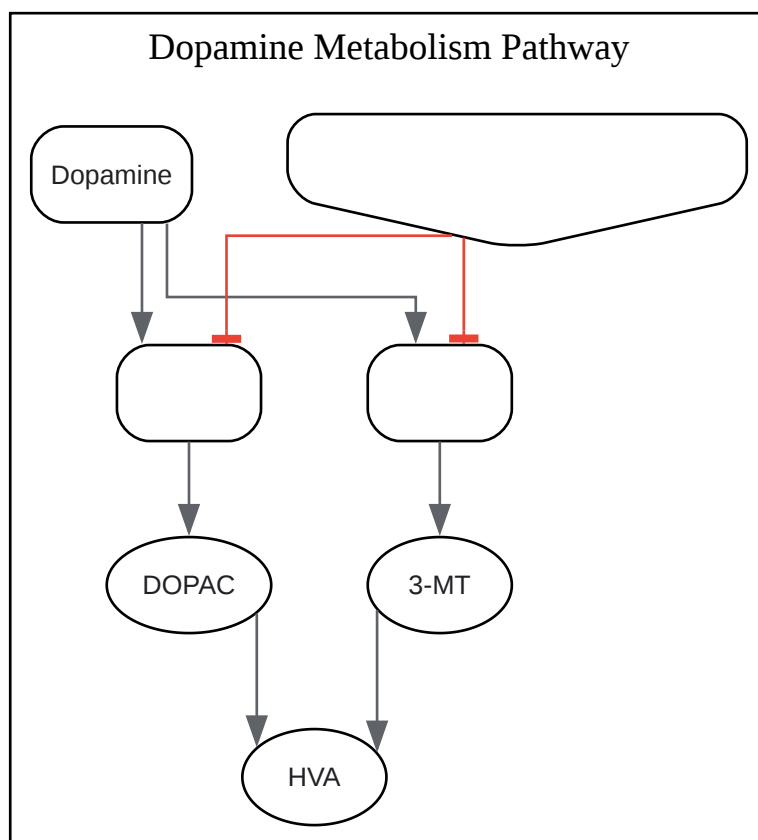 Dopamine Metabolism Pathway
Dopamine
DOPAC
3-MT
HVA